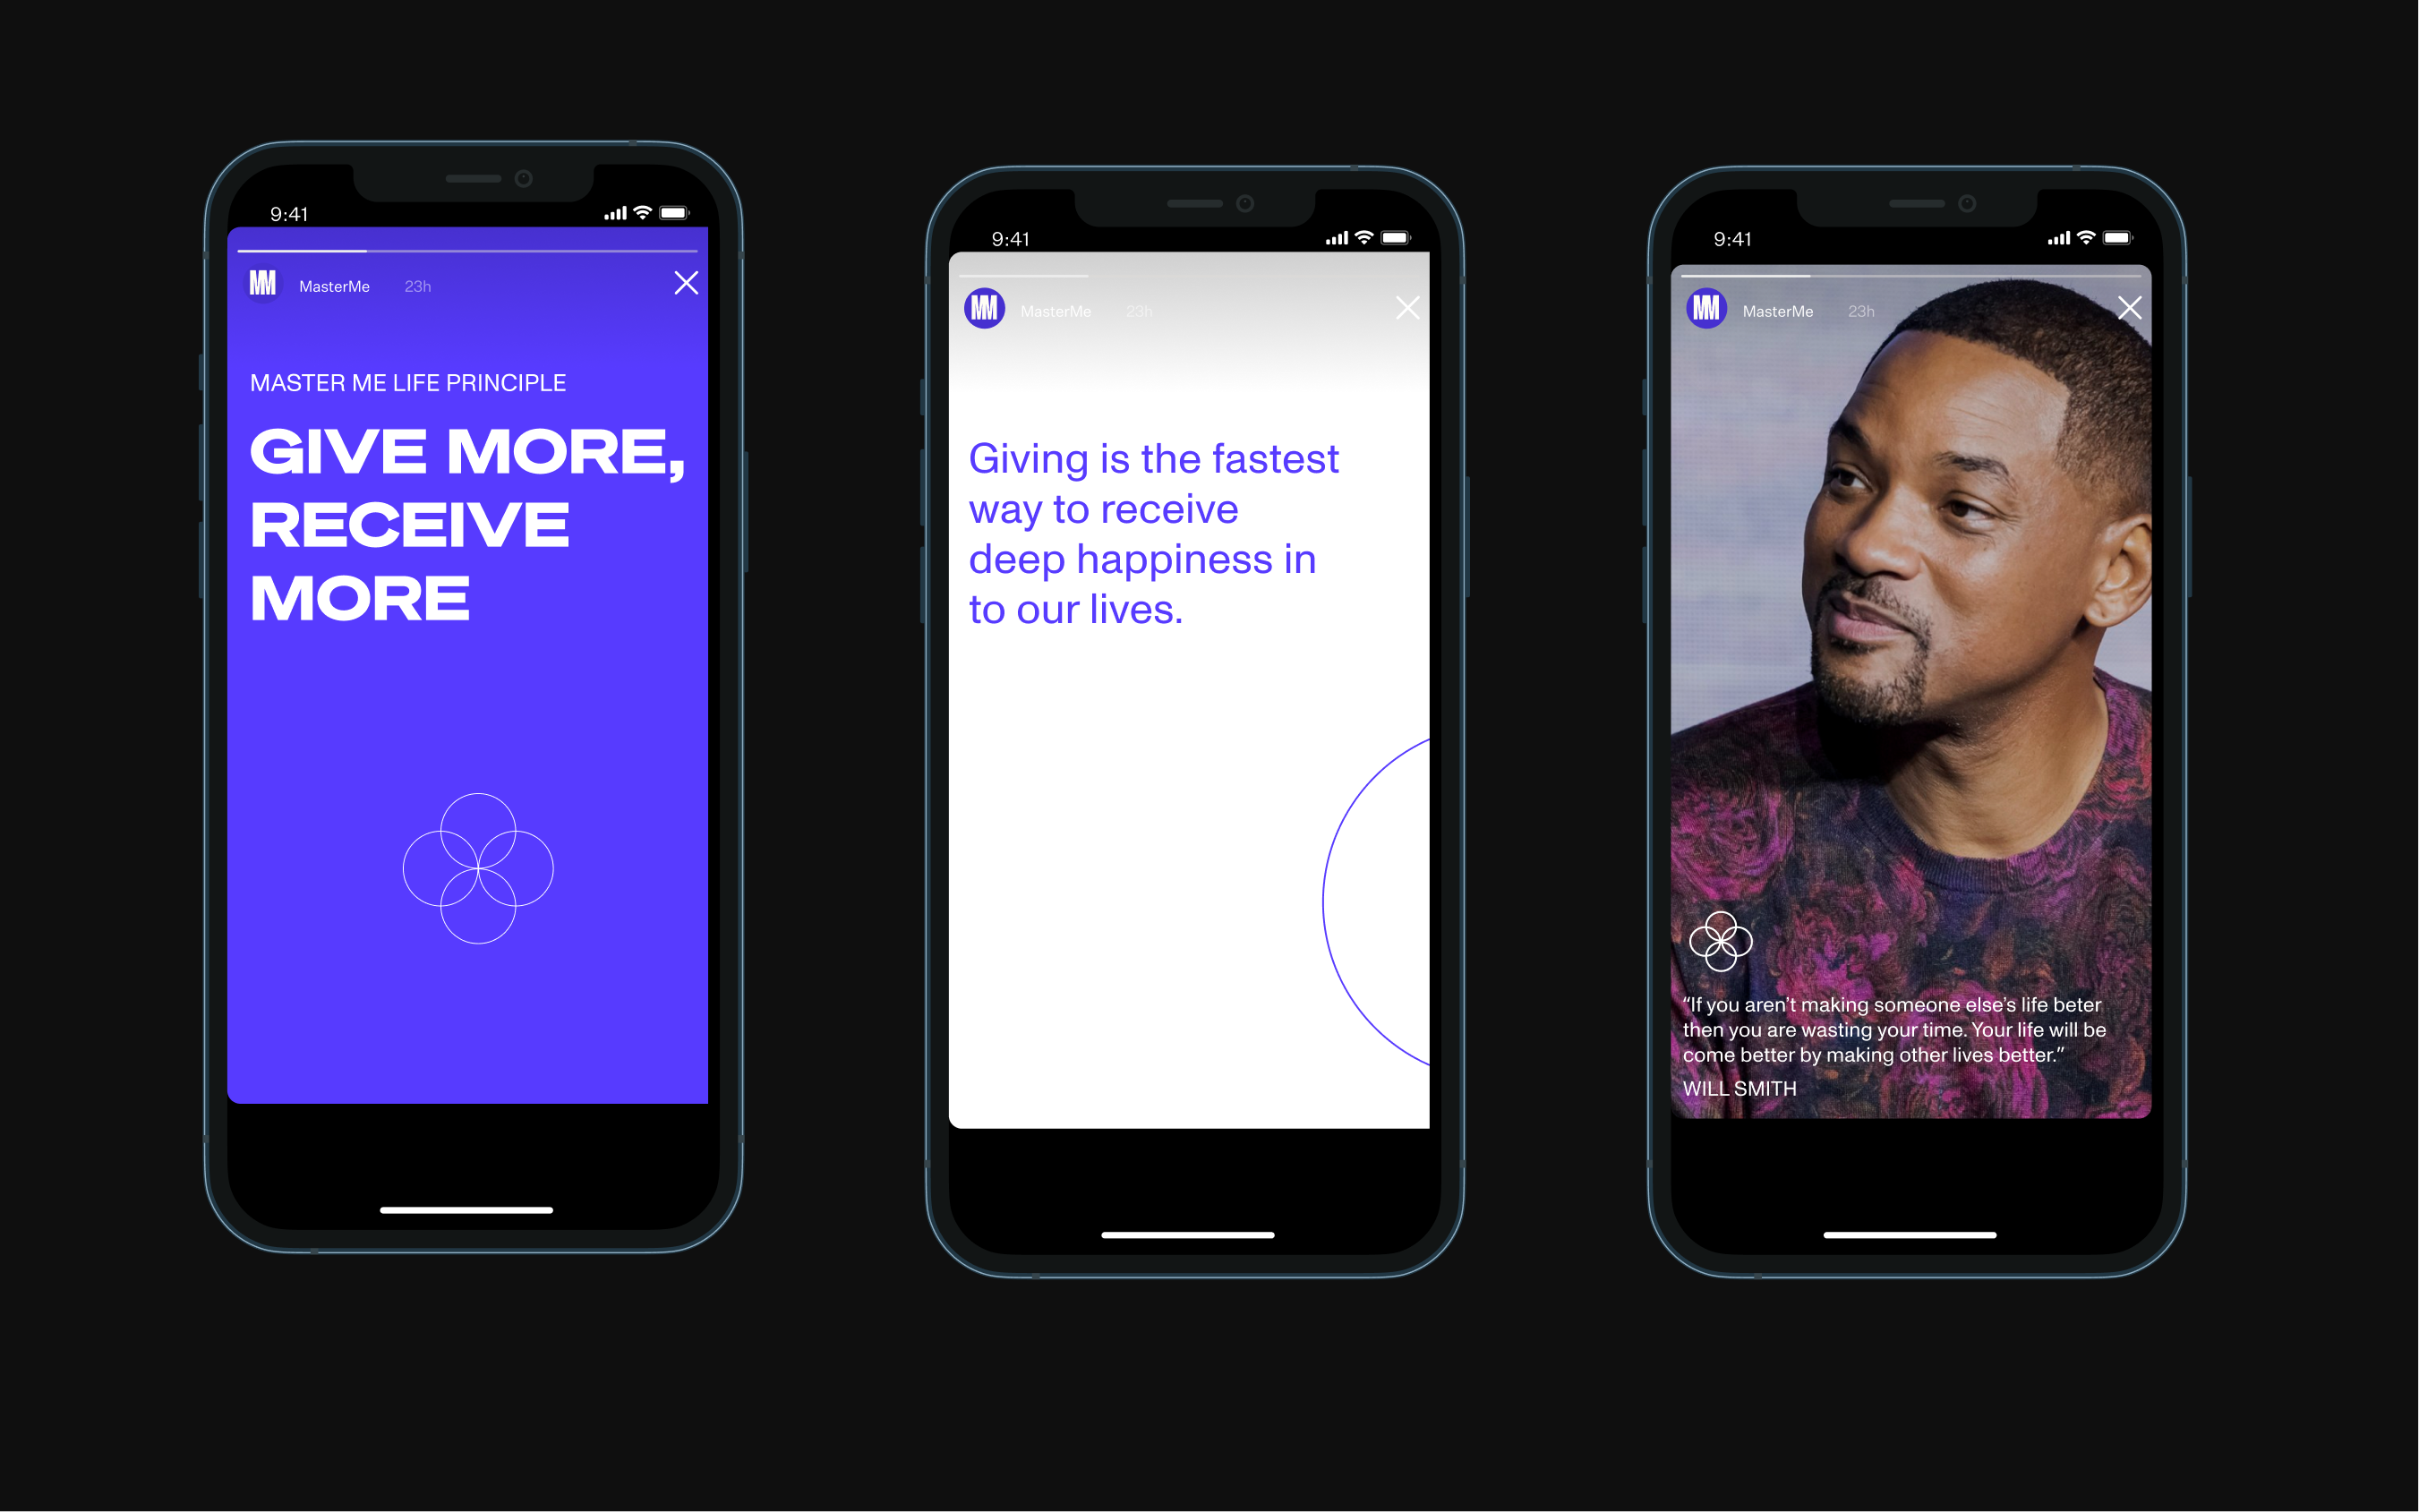 9:41
MM MasterMe 23h
MASTER ME LIFE PRINCIPLE
GIVE MORE,
RECEIVE
MORE
9:41
MM MasterMe 23h
Giving is the fastest
way to receive
deep happiness in
to our lives.
9:41
MM MasterMe 23h
“If you aren’t making someone else’s life beter
then you are wasting your time. Your life will be
come better by making other lives better.”
WILL SMITH